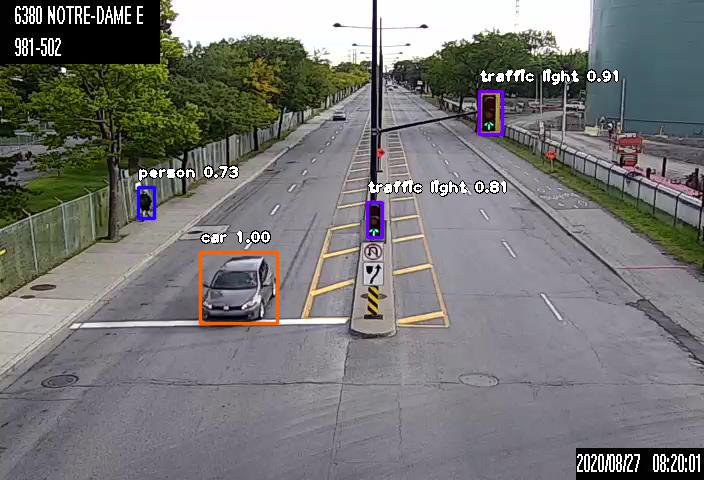 6380 NOTRE-DAME E
981-502
traffic light 0.91
person 0.73
traffic light 0.81
car 1.00
2020/08/27 08:20:01